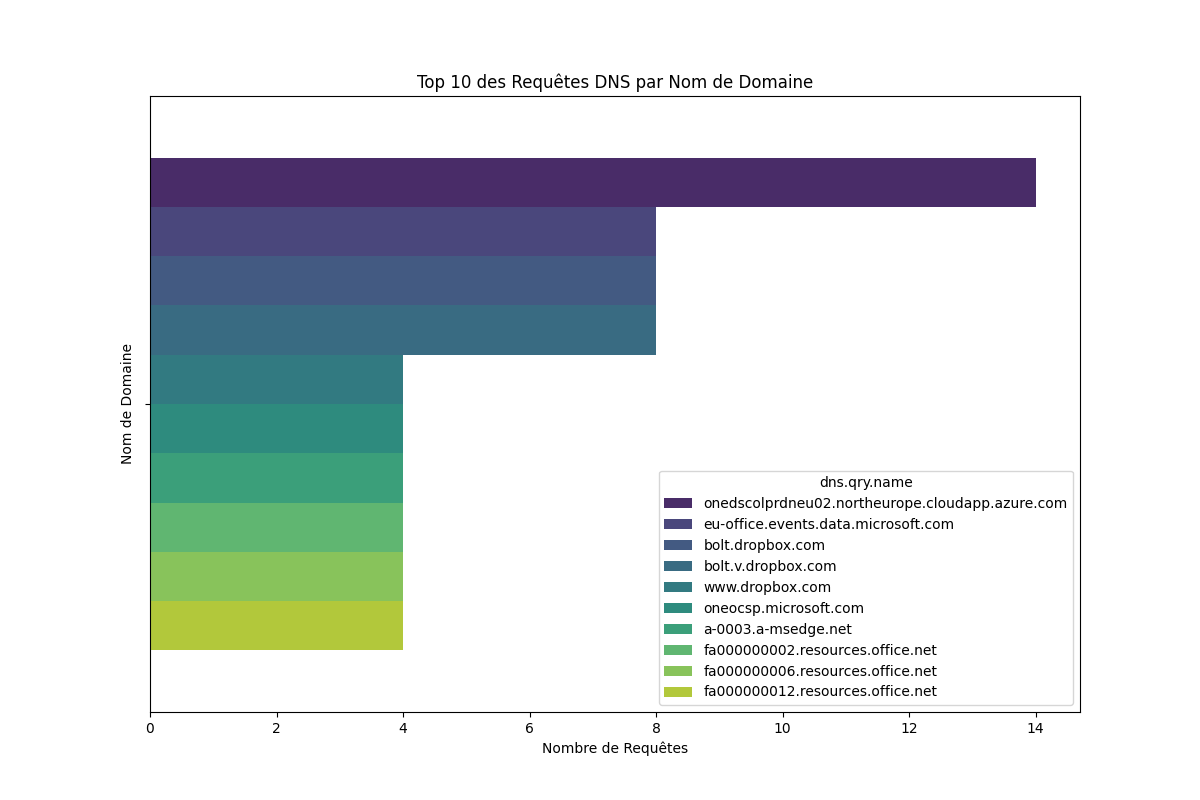 Top 10 des Requêtes DNS par Nom de Domaine
Nom de Domaine
dns.qry.name
onedscolprdneu02.northeurope.cloudapp.azure.com
eu-office.events.data.microsoft.com
bolt.dropbox.com
bolt.v.dropbox.com
www.dropbox.com
oneocsp.microsoft.com
a-0003.a-msedge.net
fa000000002.resources.office.net
fa000000006.resources.office.net
fa000000012.resources.office.net
0 2 4 6 8 10 12 14
Nombre de Requêtes